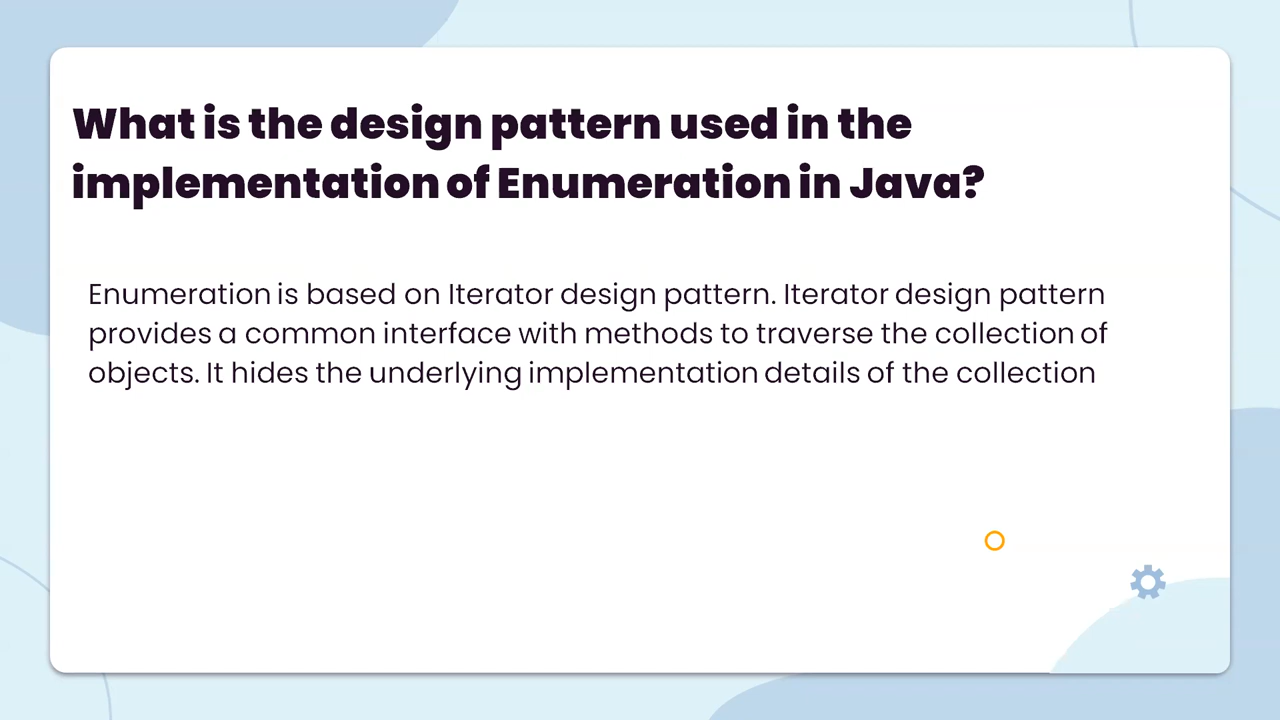 What is the design pattern used in the
implementation of Enumeration in Java?
Enumeration is based on Iterator design pattern. Iterator design pattern
provides a common interface with methods to traverse the collection of
objects. It hides the underlying implementation details of the collection